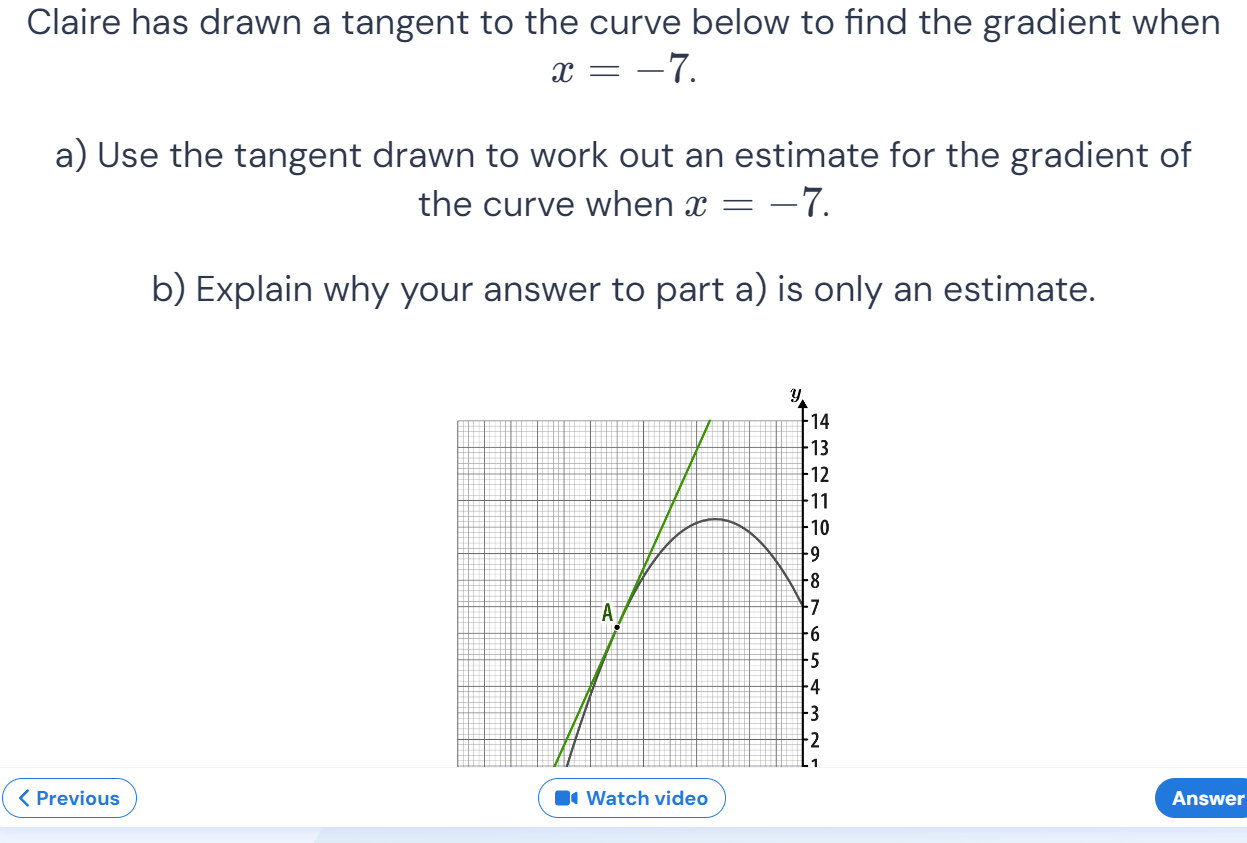 Claire has drawn a tangent to the curve below to find the gradient when
x = −7.
a) Use the tangent drawn to work out an estimate for the gradient of
the curve when x = −7.
b) Explain why your answer to part a) is only an estimate.
y
14
13
12
11
10
9
8
A
7
6
5
4
3
2
1
Previous
Watch video
Answer